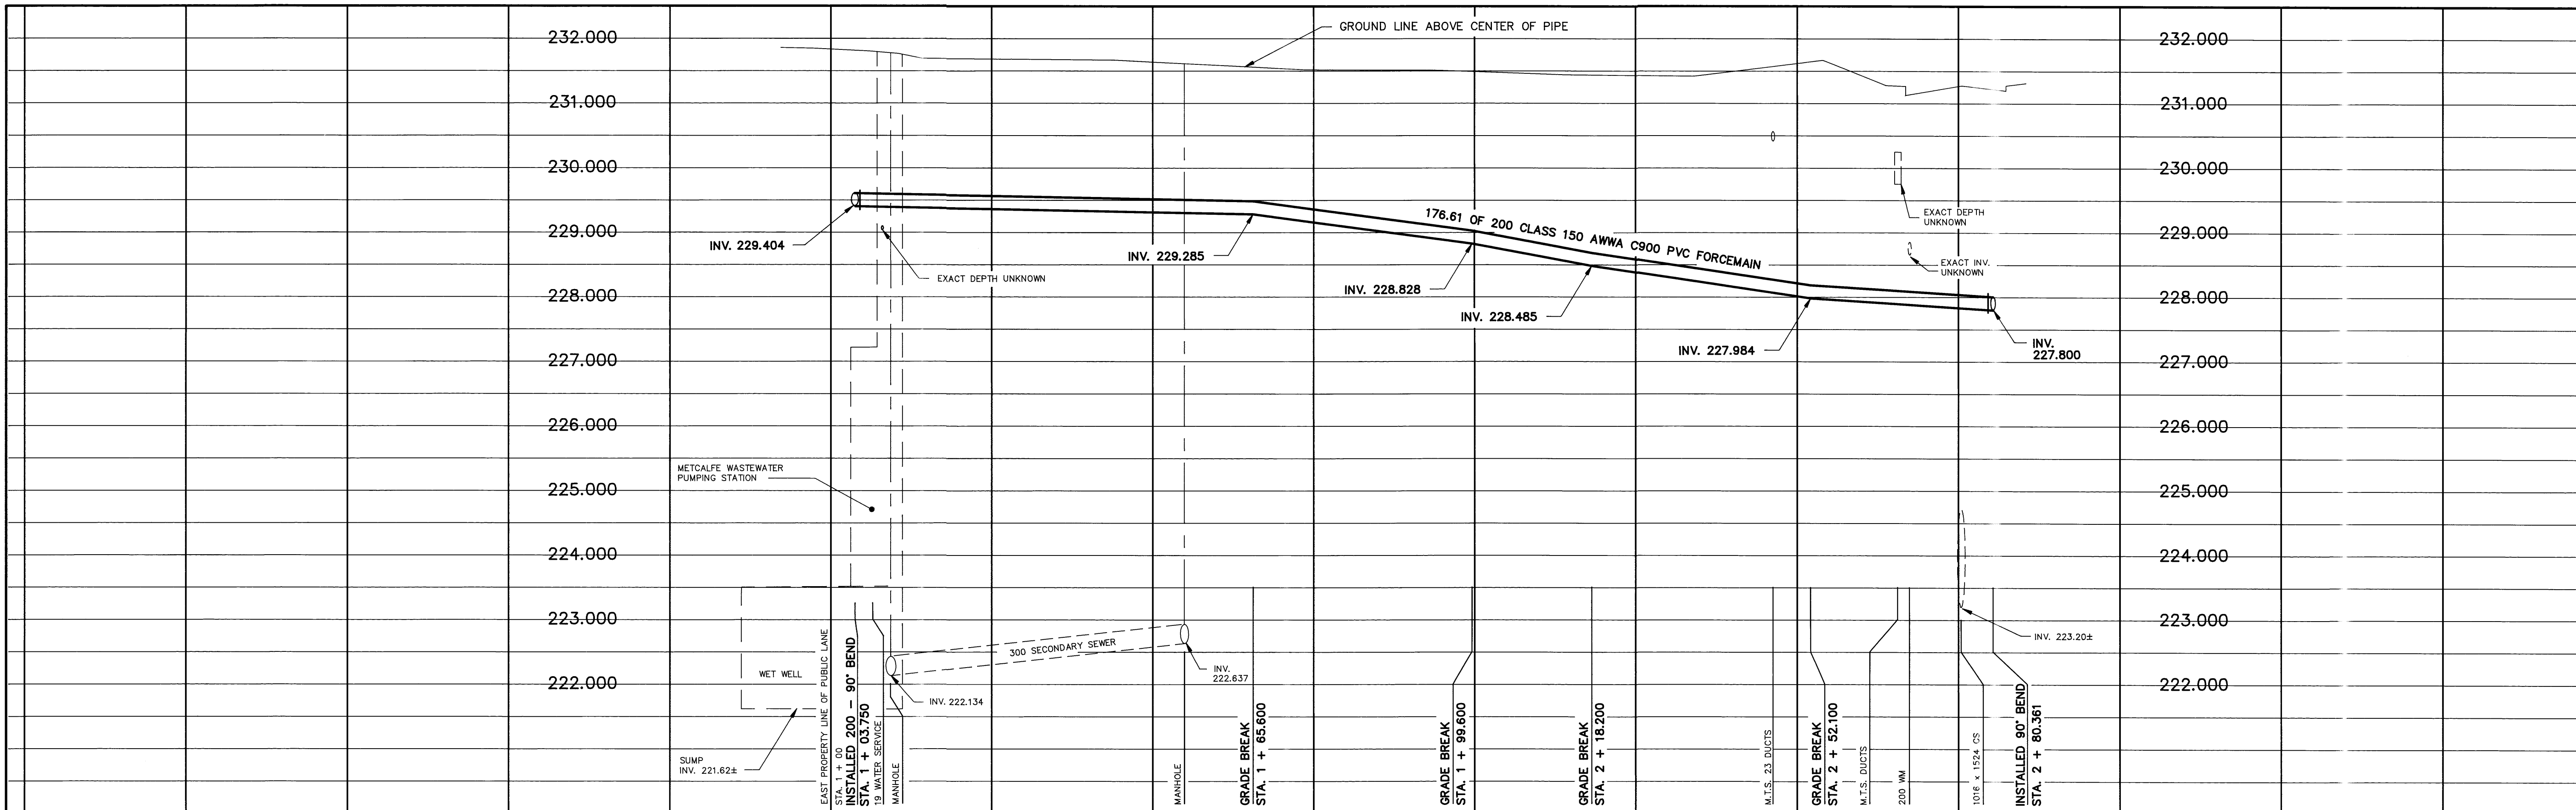 GROUND LINE ABOVE CENTER OF PIPE
232.000
232.000
231.000
231.000
230.000
230.000
229.000
229.000
228.000
228.000
227.000
227.000
226.000
226.000
225.000
225.000
224.000
224.000
223.000
223.000
222.000
222.000
INV. 229.404
EXACT DEPTH UNKNOWN
INV. 229.285
176.61 OF 200 CLASS 150 AWWA C900 PVC FORCEMAIN
INV. 228.828
INV. 228.485
INV. 227.984
EXACT DEPTH
UNKNOWN
EXACT INV.
UNKNOWN
INV.
227.800
METCALFE WASTEWATER
PUMPING STATION
WET WELL
SUMP
INV. 221.62±
INV. 222.134
300 SECONDARY SEWER
INV.
222.637
INV. 223.20±
EAST PROPERTY LINE OF PUBLIC LANE
STA. 1 + 00
INSTALLED 200 - 90° BEND
STA. 1 + 03.750
19 WATER SERVICE
MANHOLE
MANHOLE
GRADE BREAK
STA. 1 + 65.600
GRADE BREAK
STA. 1 + 99.600
GRADE BREAK
STA. 2 + 18.200
M.T.S. 23 DUCTS
GRADE BREAK
STA. 2 + 52.100
M.T.S. DUCTS
200 WM
1016 x 1524 CS
INSTALLED 90° BEND
STA. 2 + 80.361